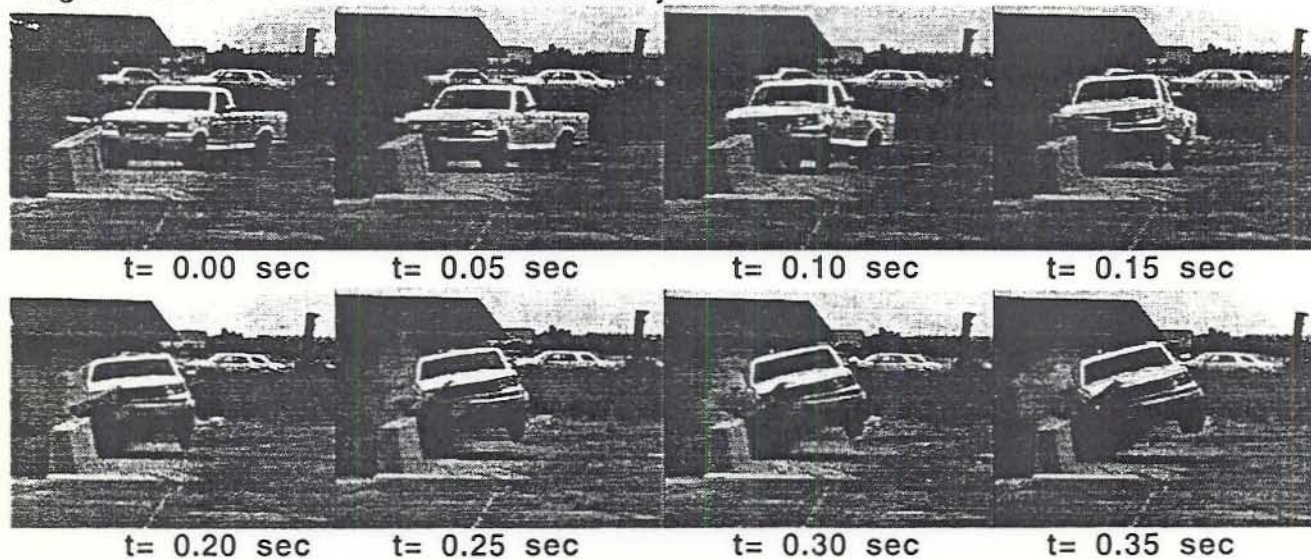 t= 0.00 sec t= 0.05 sec t= 0.10 sec t= 0.15 sec
t= 0.20 sec t= 0.25 sec t= 0.30 sec t= 0.35 sec